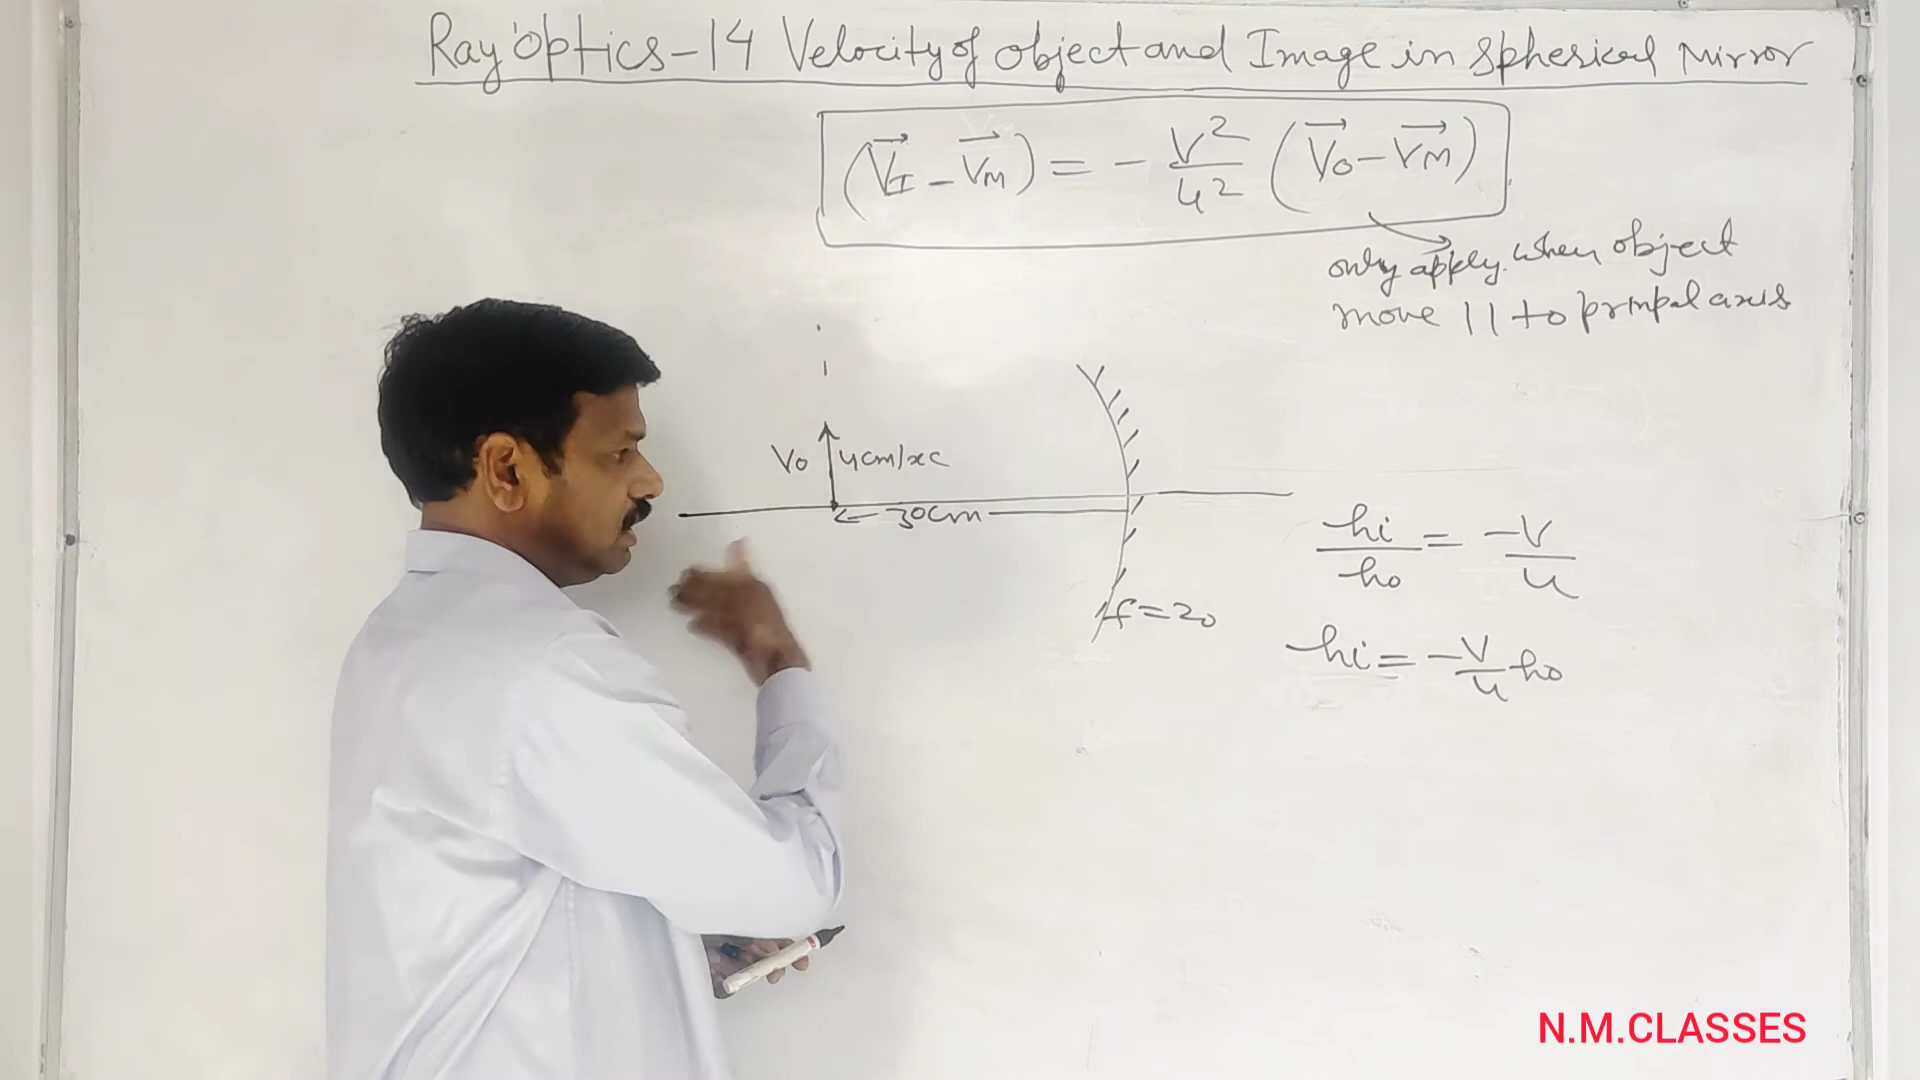 Ray Optics-14 Velocity of object and Image in Spherical Mirror
(V⃗I - V⃗M) = - V²/u² (V⃗O - V⃗M)
only apply when object
move || to prinpal axis
Vo 4cm/sec
30cm
f=20
hi/ho = -V/u
hi = -V/u ho
N.M.CLASSES